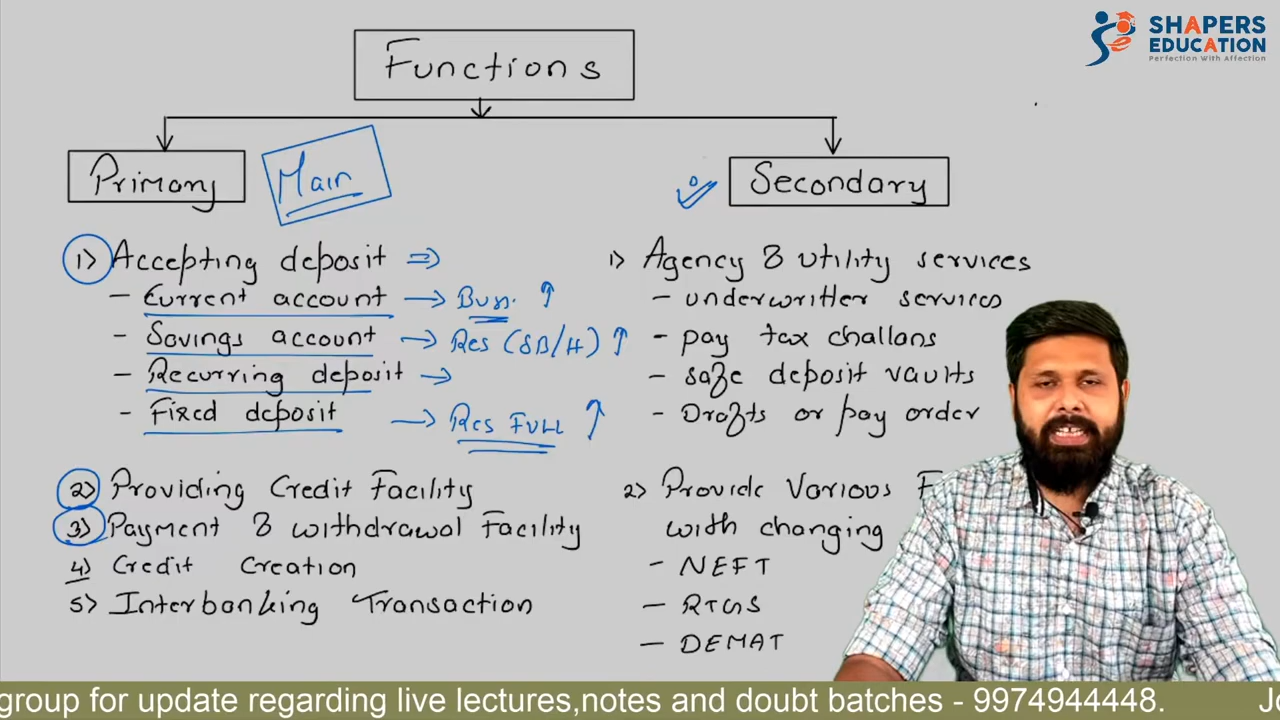 SHAPERS
EDUCATION
Perfection With Affection
Functions
Primary
Main
Secondary
1) Accepting deposit ⇒
- Current account → Busn. ↑
- Savings account → Res (SB/H) ↑
- Recurring deposit →
- Fixed deposit → Res FULL ↑
2) Providing Credit Facility
3) Payment & withdrawal Facility
4) Credit Creation
5) Interbanking Transaction
1) Agency & utility services
- underwritter services
- pay tax challans
- safe deposit vaults
- Drafts or pay order
2) Provide Various F
with changing
- NEFT
- RTGS
- DEMAT
group for update regarding live lectures,notes and doubt batches - 9974944448. Jo